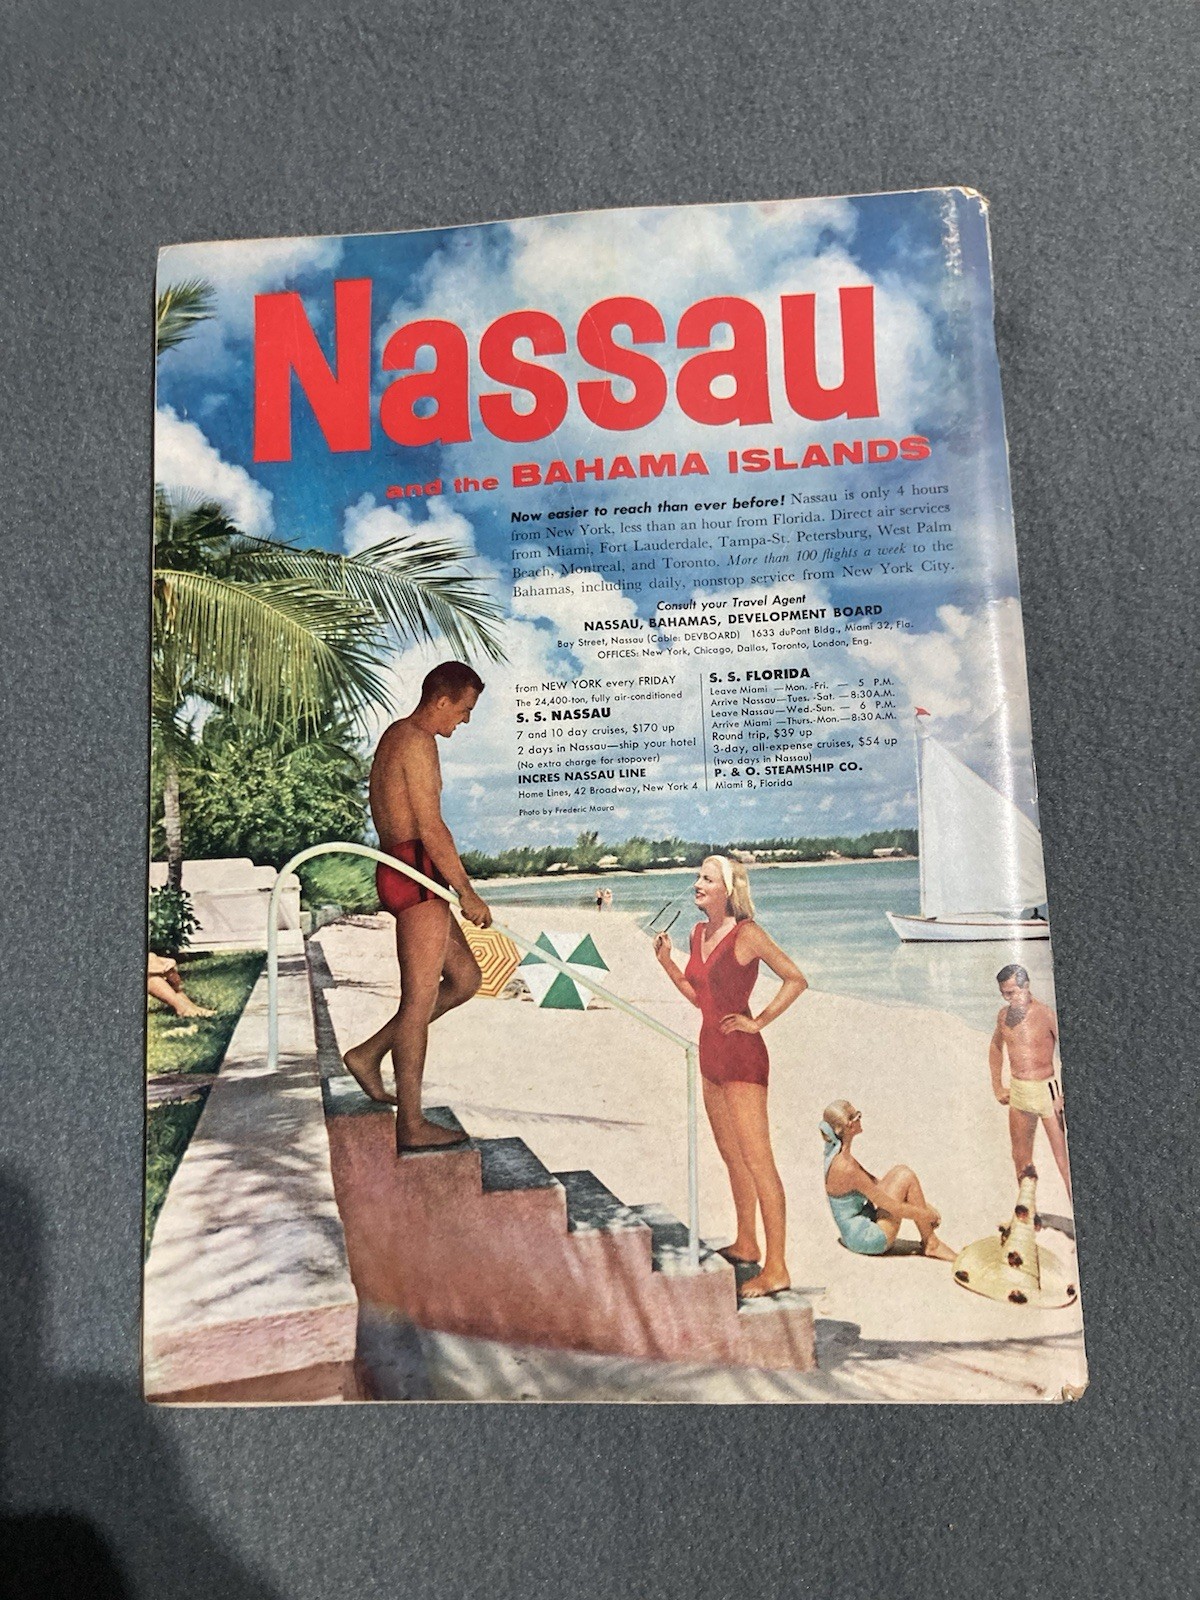 Nassau
and the BAHAMA ISLANDS
Now easier to reach than ever before! Nassau is only 4 hours
from New York, less than an hour from Florida. Direct air services
from Miami, Fort Lauderdale, Tampa-St. Petersburg, West Palm
Beach, Montreal, and Toronto. More than 100 flights a week to the
Bahamas, including daily, nonstop service from New York City.
Consult your Travel Agent
NASSAU, BAHAMAS, DEVELOPMENT BOARD
Bay Street, Nassau (Cable: DEVBOARD) 1633 duPont Bldg., Miami 32, Fla.
OFFICES: New York, Chicago, Dallas, Toronto, London, Eng.
from NEW YORK every FRIDAY
The 24,400-ton, fully air-conditioned
S. S. NASSAU
7 and 10 day cruises, $170 up
2 days in Nassau—ship your hotel
(No extra charge for stopover)
INCRES NASSAU LINE
Home Lines, 42 Broadway, New York 4
Photo by Frederic Maura
S. S. FLORIDA
Leave Miami —Mon.-Fri. — 5 P.M.
Arrive Nassau—Tues.-Sat. —8:30 A.M.
Leave Nassau—Wed.-Sun. — 6 P.M.
Arrive Miami —Thurs.-Mon.—8:30 A.M.
Round trip, $39 up
3-day, all-expense cruises, $54 up
(two days in Nassau)
P. & O. STEAMSHIP CO.
Miami 8, Florida